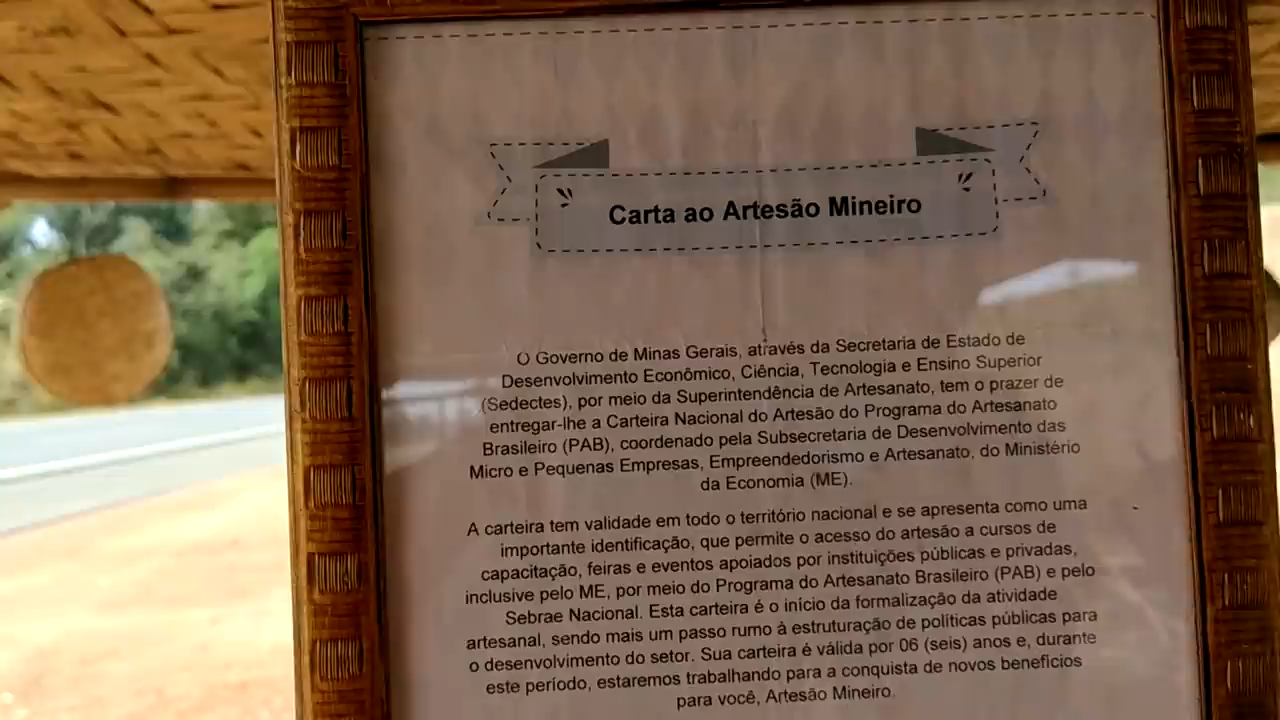 Carta ao Artesão Mineiro
O Governo de Minas Gerais, através da Secretaria de Estado de
Desenvolvimento Econômico, Ciência, Tecnologia e Ensino Superior
(Sedectes), por meio da Superintendência de Artesanato, tem o prazer de
entregar-lhe a Carteira Nacional do Artesão do Programa do Artesanato
Brasileiro (PAB), coordenado pela Subsecretaria de Desenvolvimento das
Micro e Pequenas Empresas, Empreendedorismo e Artesanato, do Ministério
da Economia (ME).
A carteira tem validade em todo o território nacional e se apresenta como uma
importante identificação, que permite o acesso do artesão a cursos de
capacitação, feiras e eventos apoiados por instituições públicas e privadas,
inclusive pelo ME, por meio do Programa do Artesanato Brasileiro (PAB) e pelo
Sebrae Nacional. Esta carteira é o início da formalização da atividade
artesanal, sendo mais um passo rumo à estruturação de políticas públicas para
o desenvolvimento do setor. Sua carteira é válida por 06 (seis) anos e, durante
este período, estaremos trabalhando para a conquista de novos benefícios
para você, Artesão Mineiro.